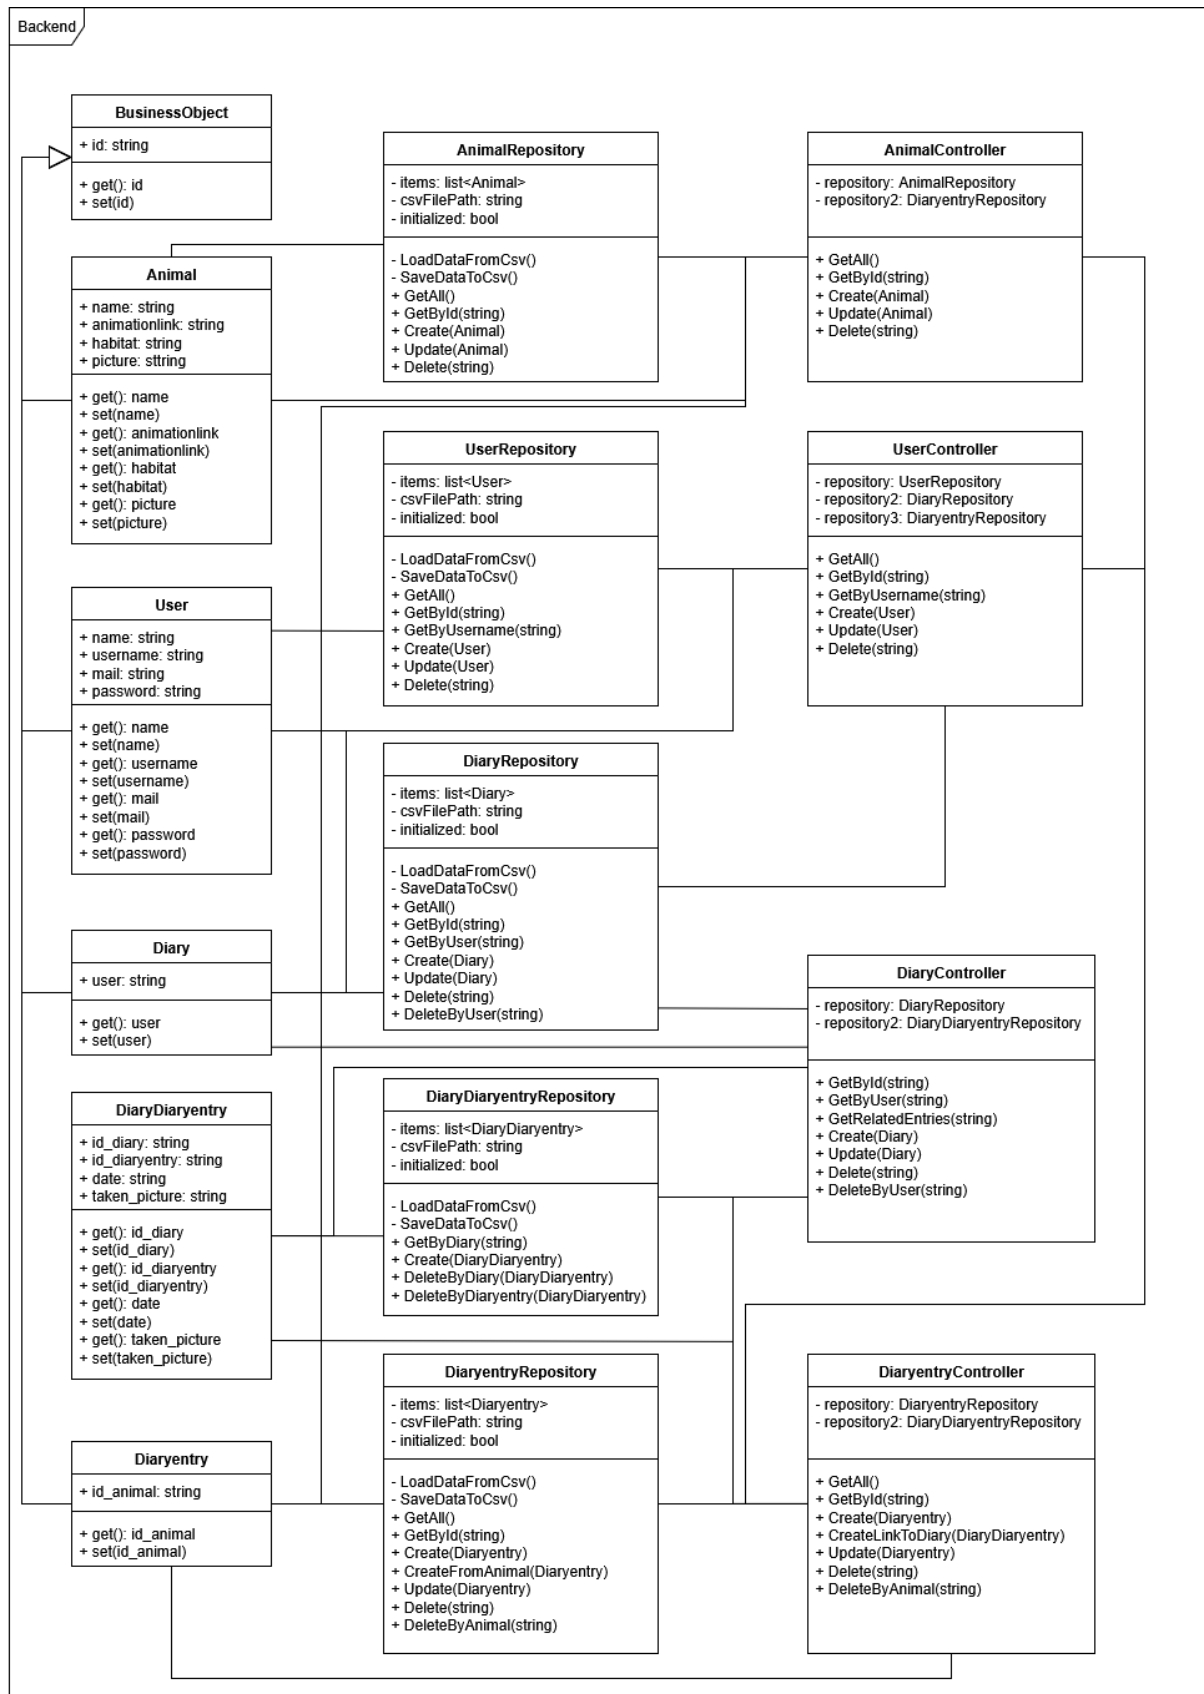 Backend
BusinessObject
+ id: string
+ get(): id
+ set(id)
Animal
+ name: string
+ animationlink: string
+ habitat: string
+ picture: sttring
+ get(): name
+ set(name)
+ get(): animationlink
+ set(animationlink)
+ get(): habitat
+ set(habitat)
+ get(): picture
+ set(picture)
User
+ name: string
+ username: string
+ mail: string
+ password: string
+ get(): name
+ set(name)
+ get(): username
+ set(username)
+ get(): mail
+ set(mail)
+ get(): password
+ set(password)
Diary
+ user: string
+ get(): user
+ set(user)
DiaryDiaryentry
+ id_diary: string
+ id_diaryentry: string
+ date: string
+ taken_picture: string
+ get(): id_diary
+ set(id_diary)
+ get(): id_diaryentry
+ set(id_diaryentry)
+ get(): date
+ set(date)
+ get(): taken_picture
+ set(taken_picture)
Diaryentry
+ id_animal: string
+ get(): id_animal
+ set(id_animal)
AnimalRepository
- items: list<Animal>
- csvFilePath: string
- initialized: bool
- LoadDataFromCsv()
- SaveDataToCsv()
+ GetAll()
+ GetById(string)
+ Create(Animal)
+ Update(Animal)
+ Delete(string)
UserRepository
- items: list<User>
- csvFilePath: string
- initialized: bool
- LoadDataFromCsv()
- SaveDataToCsv()
+ GetAll()
+ GetById(string)
+ GetByUsername(string)
+ Create(User)
+ Update(User)
+ Delete(string)
DiaryRepository
- items: list<Diary>
- csvFilePath: string
- initialized: bool
- LoadDataFromCsv()
- SaveDataToCsv()
+ GetAll()
+ GetById(string)
+ GetByUser(string)
+ Create(Diary)
+ Update(Diary)
+ Delete(string)
+ DeleteByUser(string)
DiaryDiaryentryRepository
- items: list<DiaryDiaryentry>
- csvFilePath: string
- initialized: bool
- LoadDataFromCsv()
- SaveDataToCsv()
+ GetByDiary(string)
+ Create(DiaryDiaryentry)
+ DeleteByDiary(DiaryDiaryentry)
+ DeleteByDiaryentry(DiaryDiaryentry)
DiaryentryRepository
- items: list<Diaryentry>
- csvFilePath: string
- initialized: bool
- LoadDataFromCsv()
- SaveDataToCsv()
+ GetAll()
+ GetById(string)
+ Create(Diaryentry)
+ CreateFromAnimal(Diaryentry)
+ Update(Diaryentry)
+ Delete(string)
+ DeleteByAnimal(string)
AnimalController
- repository: AnimalRepository
- repository2: DiaryentryRepository
+ GetAll()
+ GetById(string)
+ Create(Animal)
+ Update(Animal)
+ Delete(string)
UserController
- repository: UserRepository
- repository2: DiaryRepository
- repository3: DiaryentryRepository
+ GetAll()
+ GetById(string)
+ GetByUsername(string)
+ Create(User)
+ Update(User)
+ Delete(string)
DiaryController
- repository: DiaryRepository
- repository2: DiaryDiaryentryRepository
+ GetById(string)
+ GetByUser(string)
+ GetRelatedEntries(string)
+ Create(Diary)
+ Update(Diary)
+ Delete(string)
+ DeleteByUser(string)
DiaryentryController
- repository: DiaryentryRepository
- repository2: DiaryDiaryentryRepository
+ GetAll()
+ GetById(string)
+ Create(Diaryentry)
+ CreateLinkToDiary(DiaryDiaryentry)
+ Update(Diaryentry)
+ Delete(string)
+ DeleteByAnimal(string)